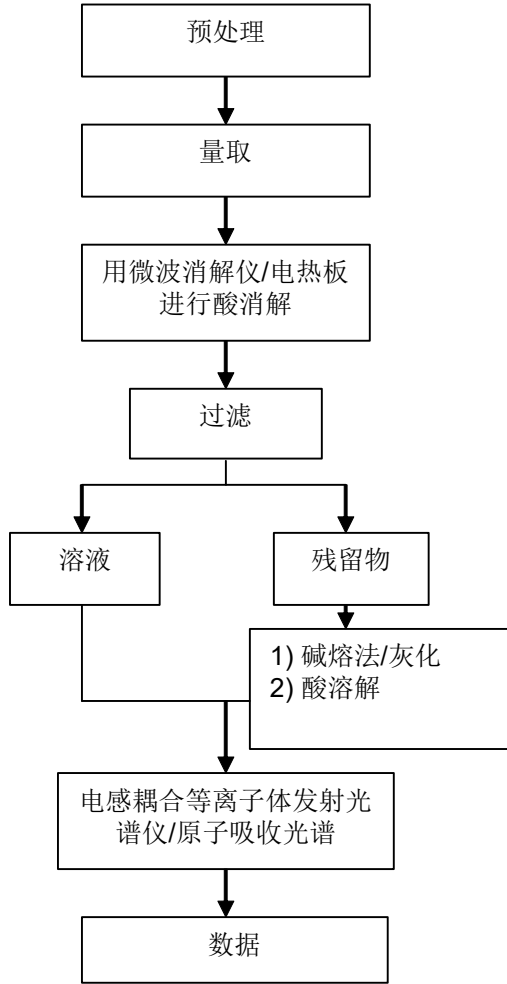 预处理
量取
用微波消解仪/电热板
进行酸消解
过滤
溶液
残留物
1) 碱熔法/灰化
2) 酸溶解
电感耦合等离子体发射光
谱仪/原子吸收光谱
数据